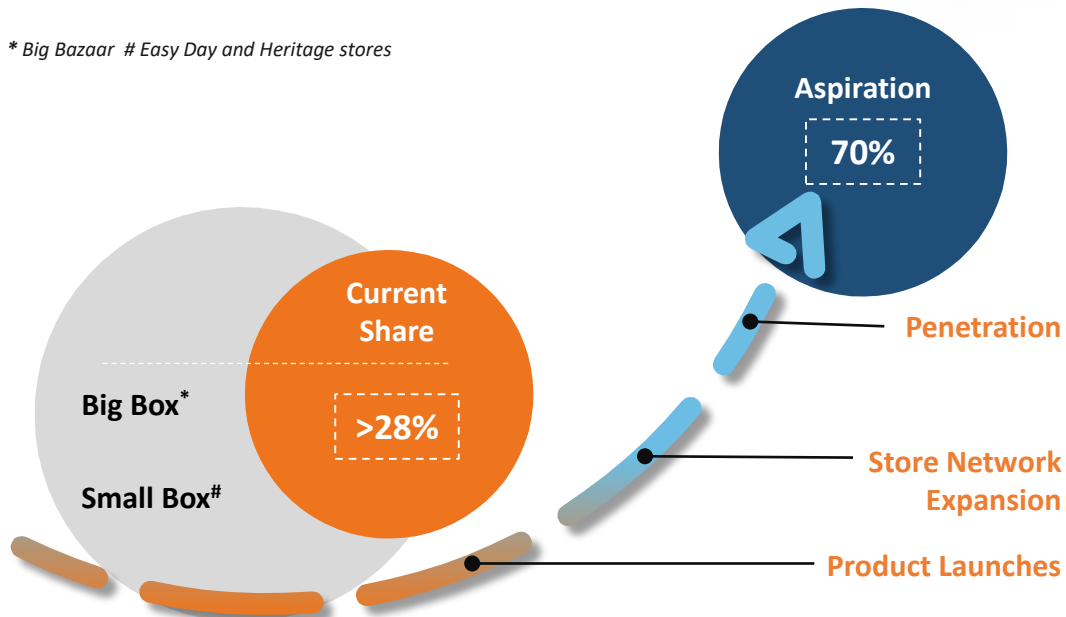 * Big Bazaar # Easy Day and Heritage stores
Aspiration
70%
Current
Share
Big Box*
>28%
Small Box#
Penetration
Store Network
Expansion
Product Launches